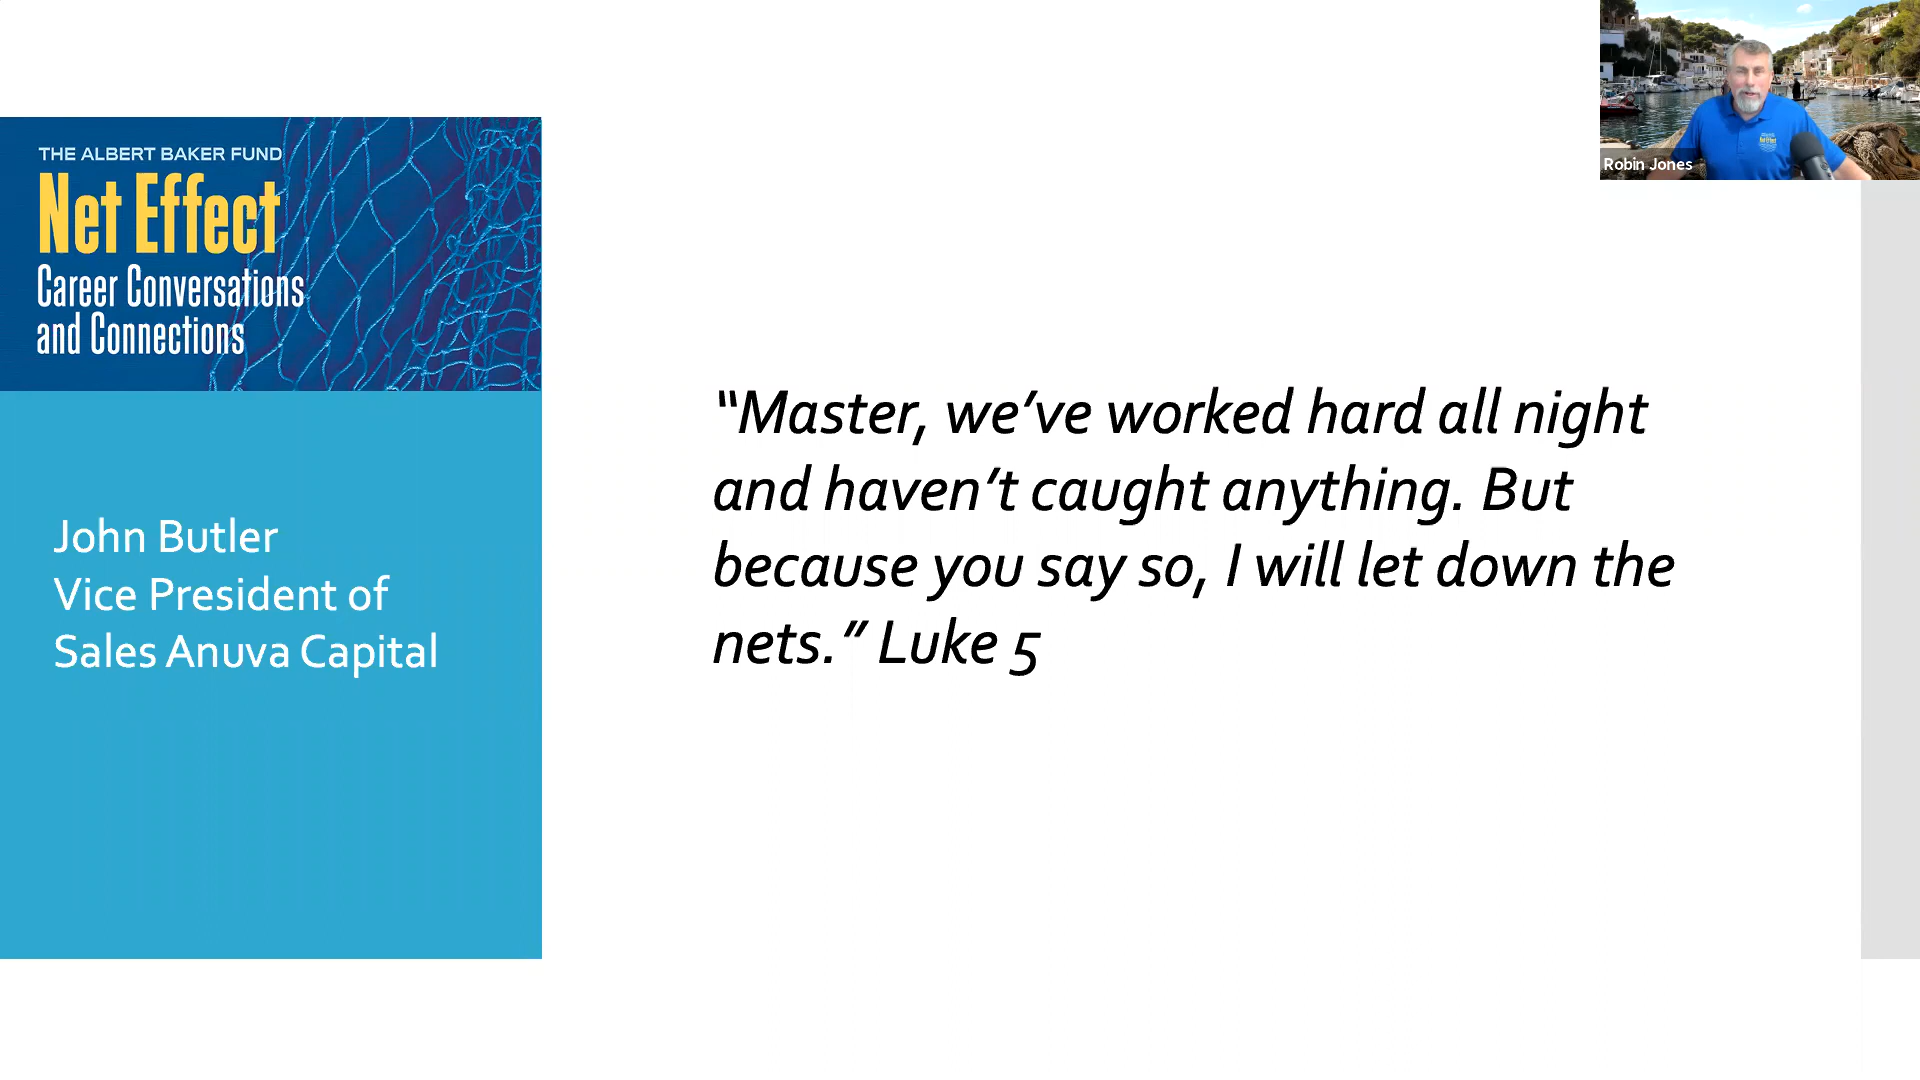 THE ALBERT BAKER FUND
Net Effect
Career Conversations
and Connections
John Butler
Vice President of
Sales Anuva Capital
“Master, we’ve worked hard all night
and haven’t caught anything. But
because you say so, I will let down the
nets.” Luke 5
Robin Jones